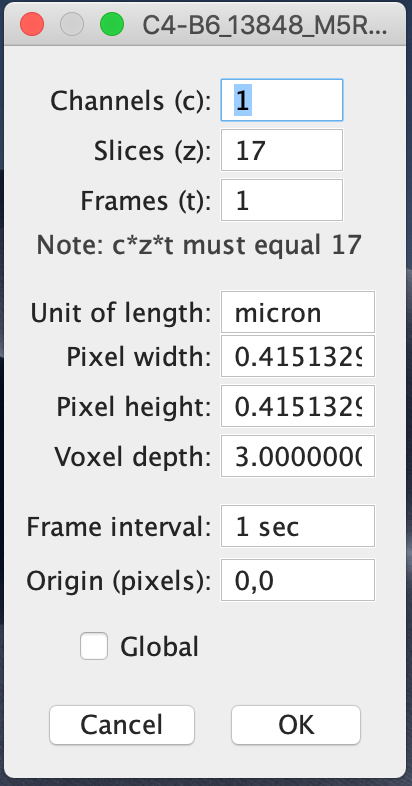 C4-B6_13848_M5R...
Channels (c): 1
Slices (z): 17
Frames (t): 1
Note: c*z*t must equal 17
Unit of length: micron
Pixel width: 0.4151329
Pixel height: 0.4151329
Voxel depth: 3.0000000
Frame interval: 1 sec
Origin (pixels): 0,0
Global
Cancel OK